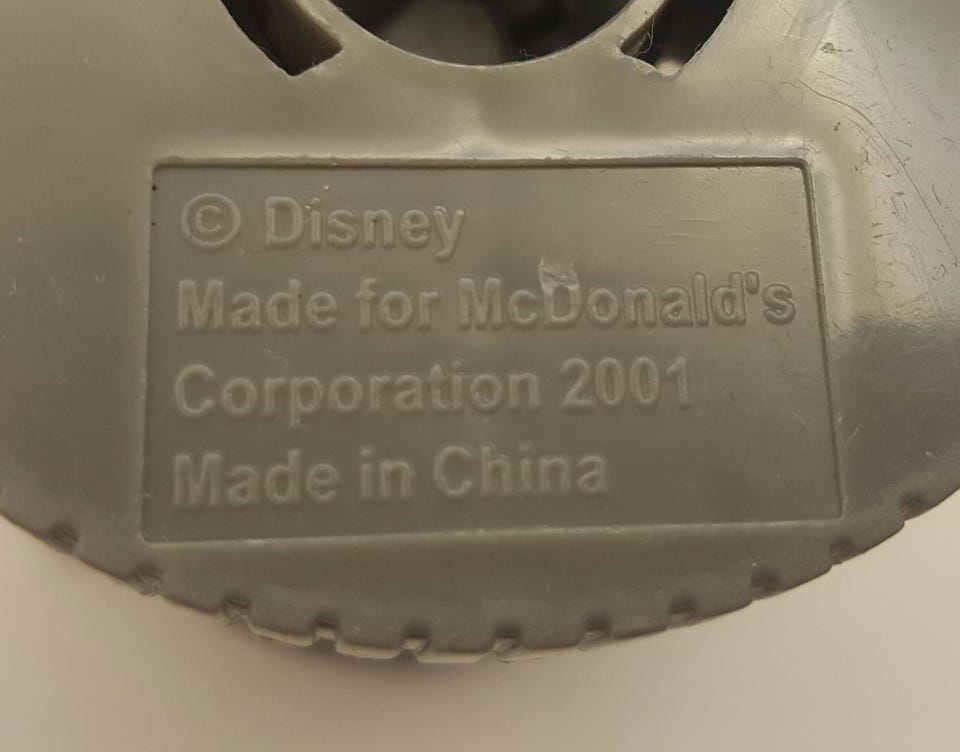 © Disney
Made for McDonald's
Corporation 2001
Made in China